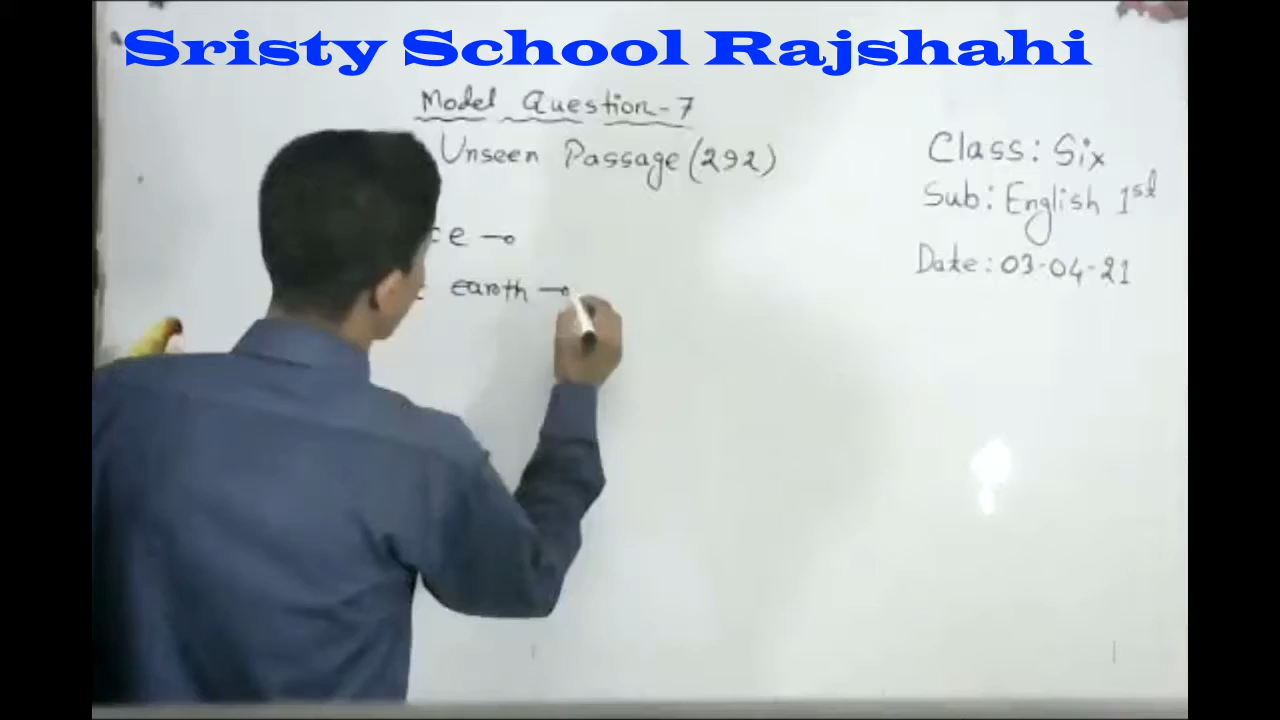 Sristy School Rajshahi
Model Question-7
Unseen Passage (292)
earth
Class: Six
Sub: English 1st
Date: 03-04-21